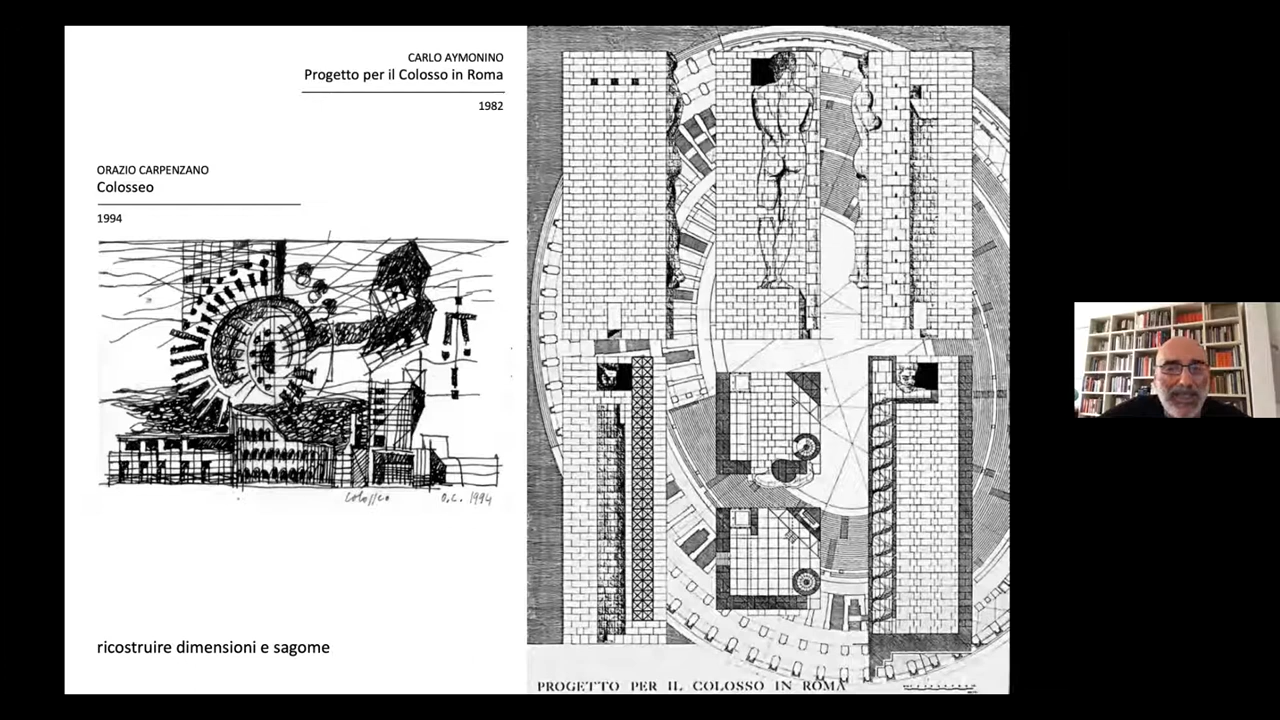 CARLO AYMONINO
Progetto per il Colosso in Roma
1982
ORAZIO CARPENZANO
Colosseo
1994
Colosseo
O.C. 1994
ricostruire dimensioni e sagome
PROGETTO PER IL COLOSSO IN ROMA